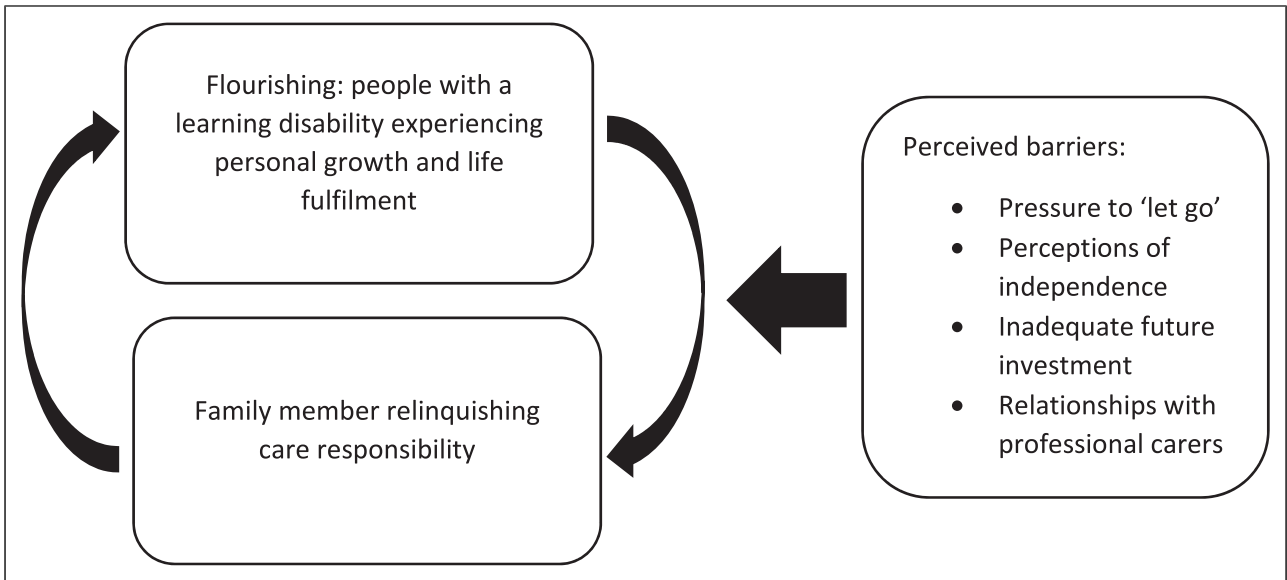 Flourishing: people with a
learning disability experiencing
personal growth and life
fulfilment
Family member relinquishing
care responsibility
Perceived barriers:
• Pressure to ‘let go’
• Perceptions of
independence
• Inadequate future
investment
• Relationships with
professional carers